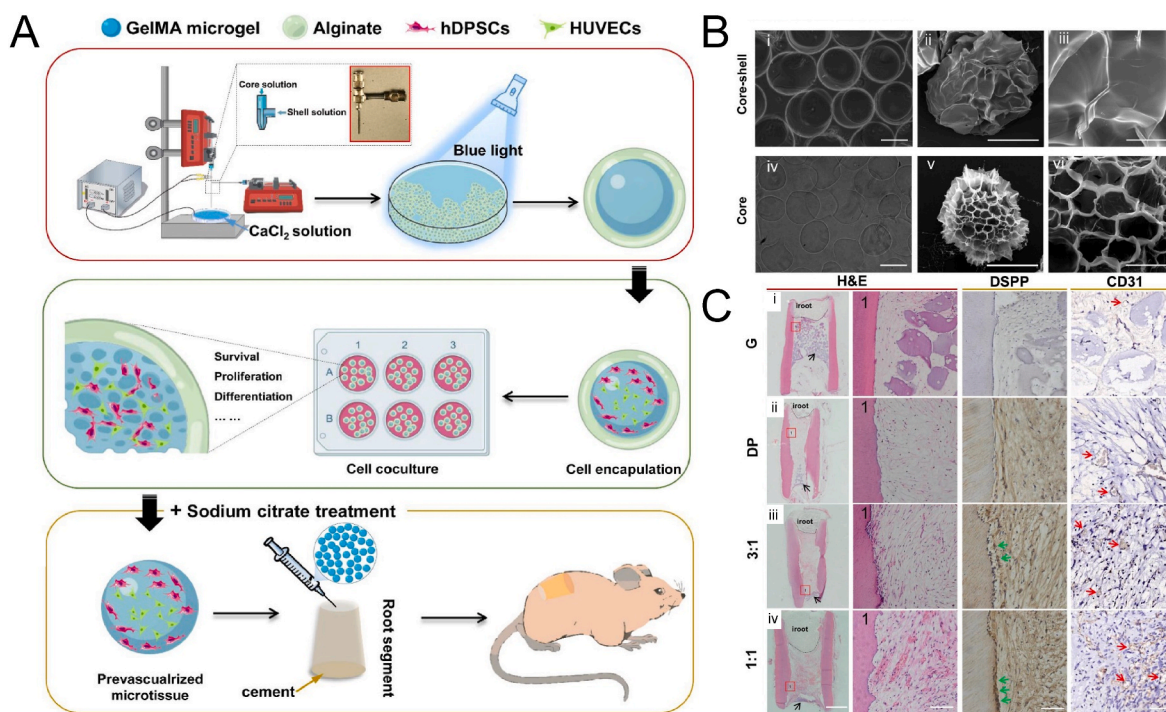 A
GelMA microgel
Alginate
hDPSCs
HUVECs
Core solution
Shell solution
Blue light
CaCl2 solution
1 2 3
A
B
Survival
Proliferation
Differentiation
... ...
Cell coculture
Cell encapulation
+ Sodium citrate treatment
Prevascualrized
microtissue
cement
Root segment
B
Core-shell
i
ii
iii
Core
iv
v
vi
C
H&E
DSPP
CD31
G
i
iroot
1
DP
ii
iroot
1
3:1
iii
iroot
1
1:1
iv
iroot
1